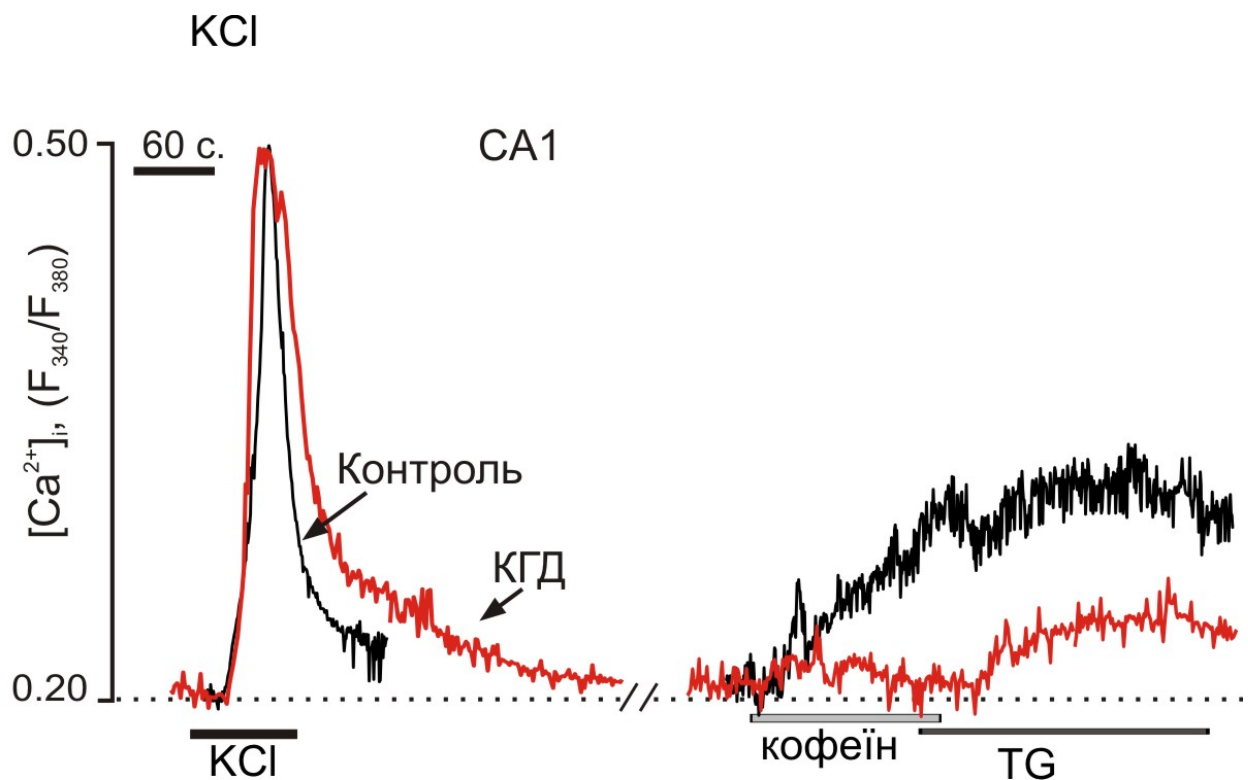 KCl
0.50
60 с.
CA1
[Ca²⁺]ᵢ, (F₃₄₀/F₃₈₀)
Контроль
КГД
0.20
KCl
кофеїн
TG